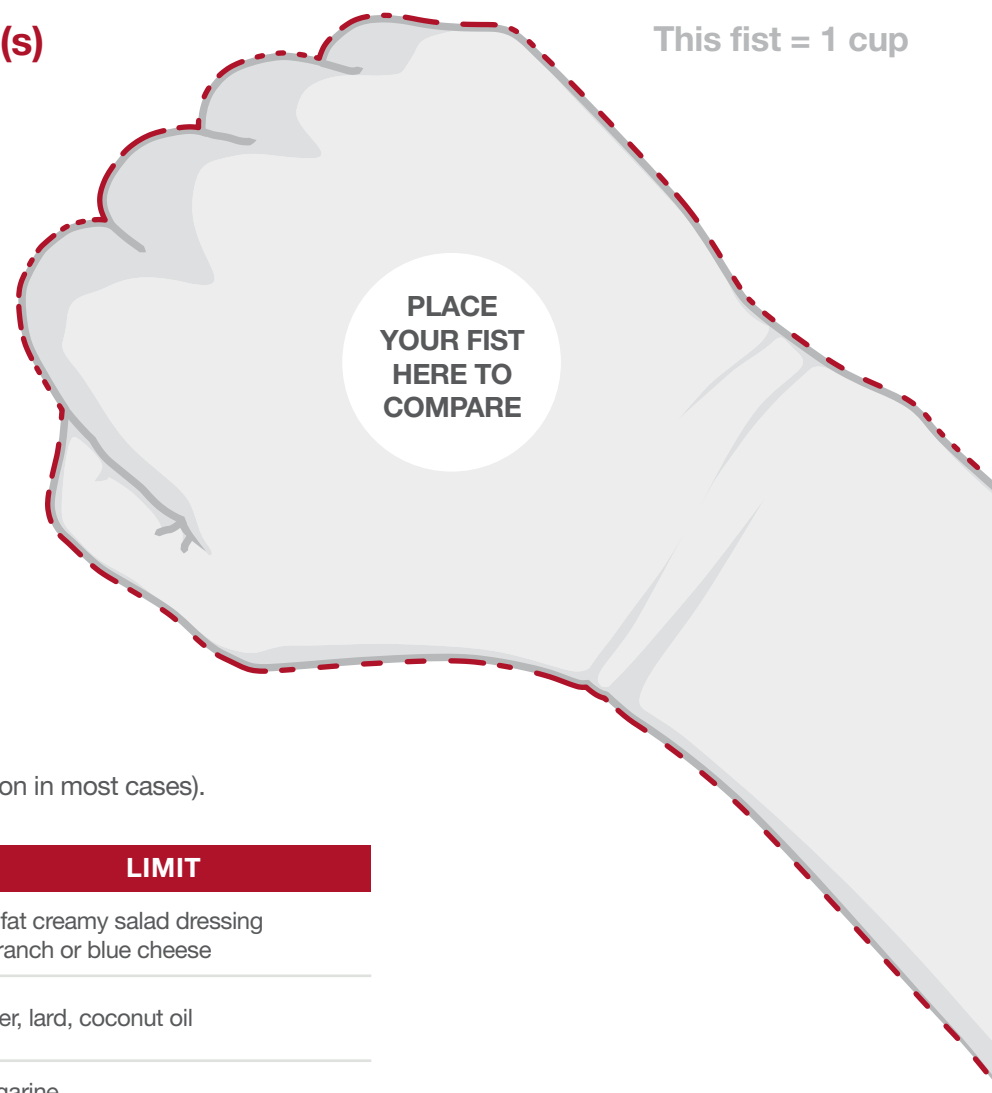 (s)
This fist = 1 cup
PLACE
YOUR FIST
HERE TO
COMPARE
on in most cases).
LIMIT
fat creamy salad dressing
ranch or blue cheese
er, lard, coconut oil
garine